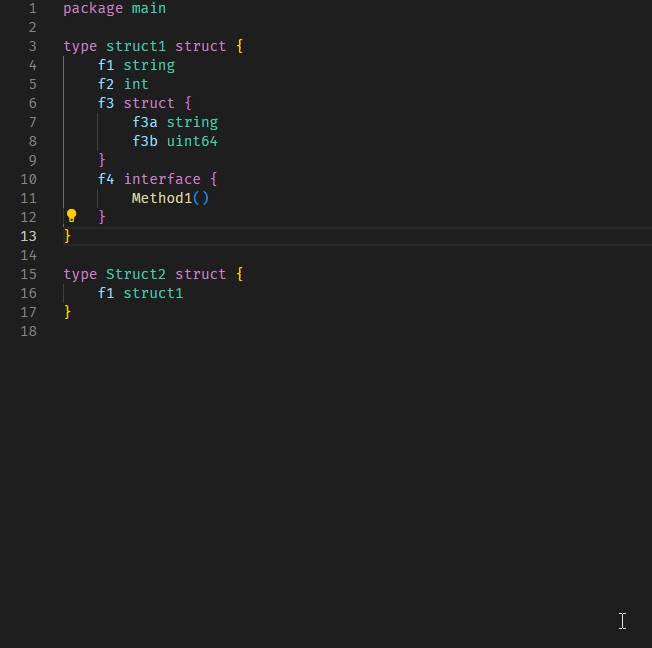 1 package main
2
3 type struct1 struct {
4     f1 string
5     f2 int
6     f3 struct {
7         f3a string
8         f3b uint64
9     }
10     f4 interface {
11         Method1()
12     }
13 }
14
15 type Struct2 struct {
16     f1 struct1
17 }
18